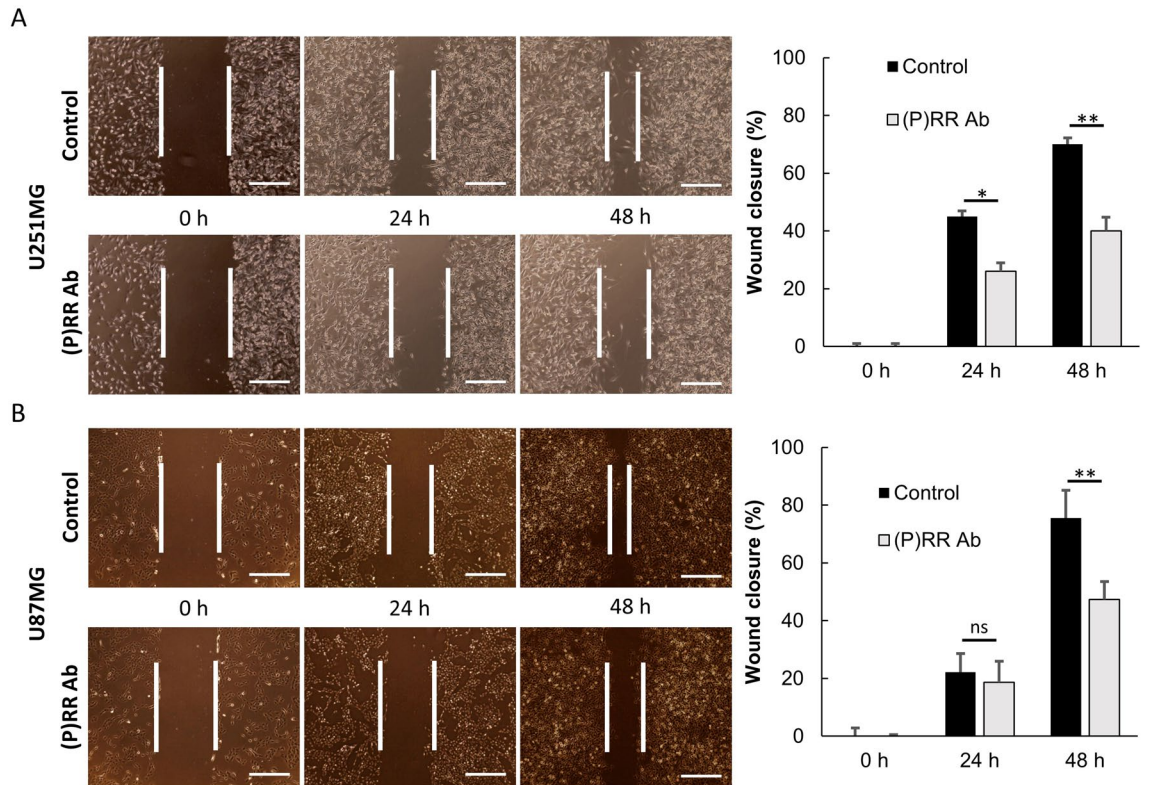 A
U251MG
Control
0 h
24 h
48 h
(P)RR Ab
Wound closure (%)
100
80
60
40
20
0
Control
(P)RR Ab
*
**
0 h
24 h
48 h
B
U87MG
Control
0 h
24 h
48 h
(P)RR Ab
Wound closure (%)
100
80
60
40
20
0
Control
(P)RR Ab
ns
**
0 h
24 h
48 h